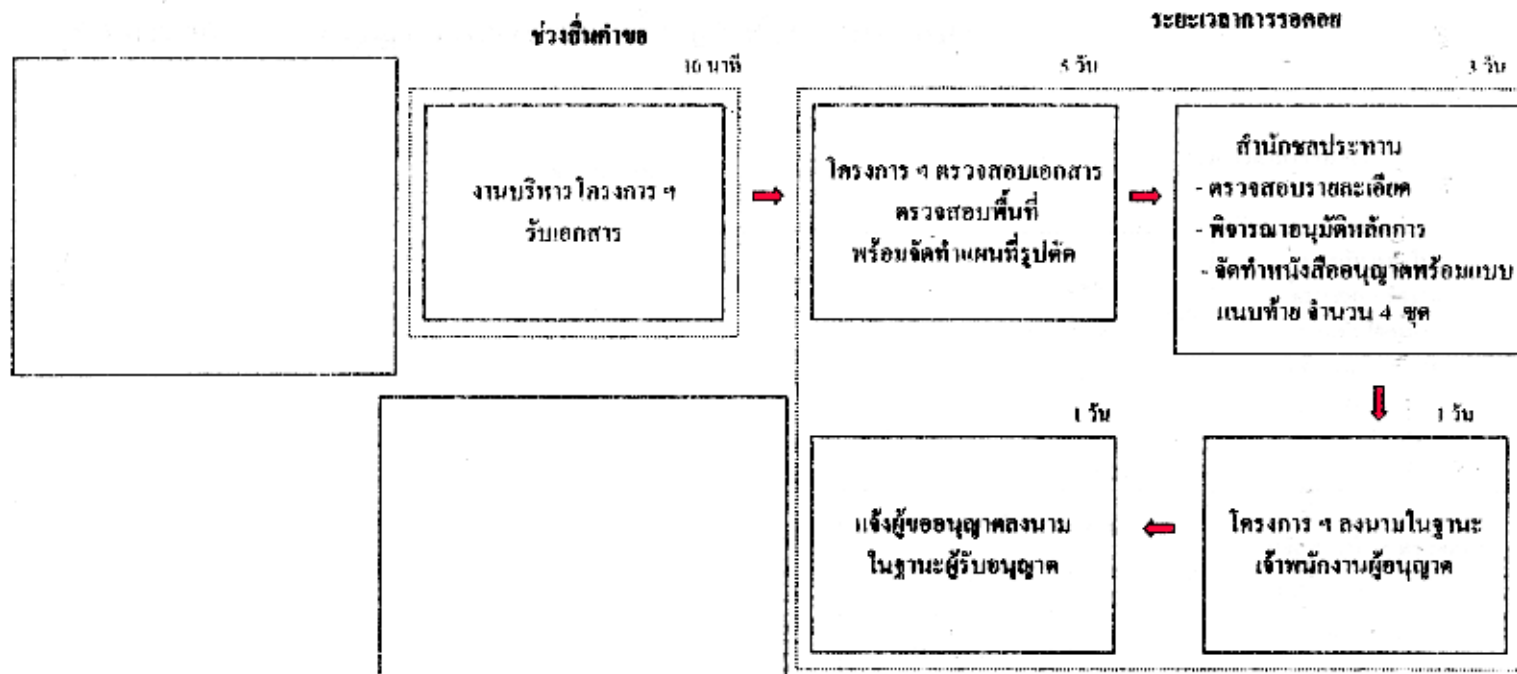 ช่วงยื่นคำขอ
ระยะเวลาการรอคอย
10 นาที
5 วัน
3 วัน
งานบริหารโครงการ ฯ
รับเอกสาร
โครงการ ฯ ตรวจสอบเอกสาร
ตรวจสอบพื้นที่
พร้อมจัดทำแผนที่รูปตัด
สำนักชลประทาน
- ตรวจสอบรายละเอียด
- พิจารณาอนุมัติหลักการ
- จัดทำหนังสืออนุญาตพร้อมแบบ
แนบท้าย จำนวน 4 ชุด
1 วัน
1 วัน
แจ้งผู้ขออนุญาตลงนาม
ในฐานะผู้รับอนุญาต
โครงการ ฯ ลงนามในฐานะ
เจ้าพนักงานผู้อนุญาต